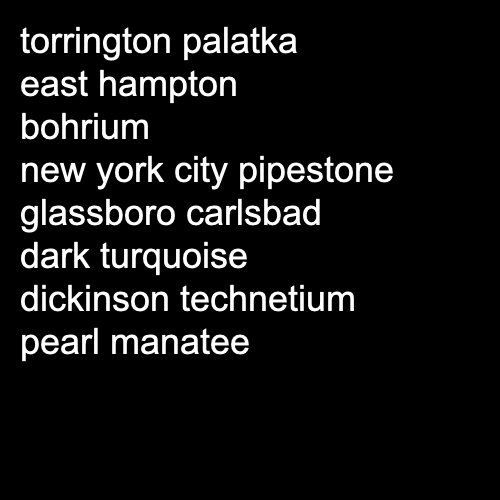 torrington palatka
east hampton
bohrium
new york city pipestone
glassboro carlsbad
dark turquoise
dickinson technetium
pearl manatee